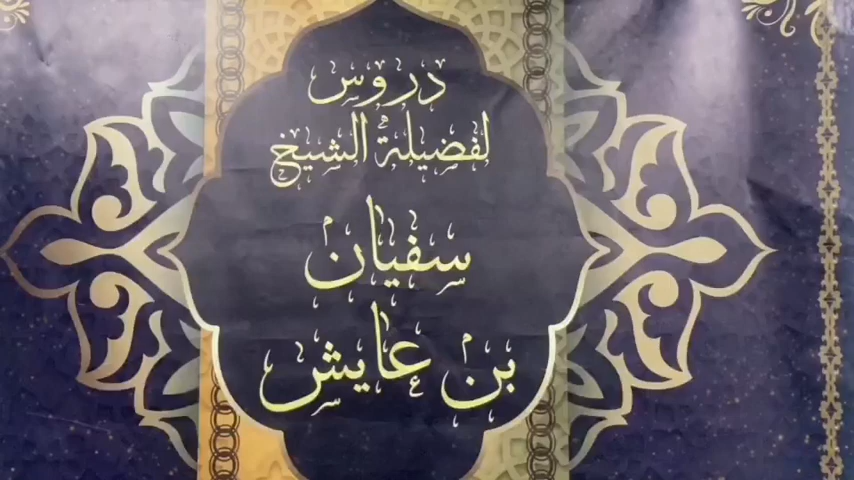 دروس
لفضيلة الشيخ
سفيان
بن عايش